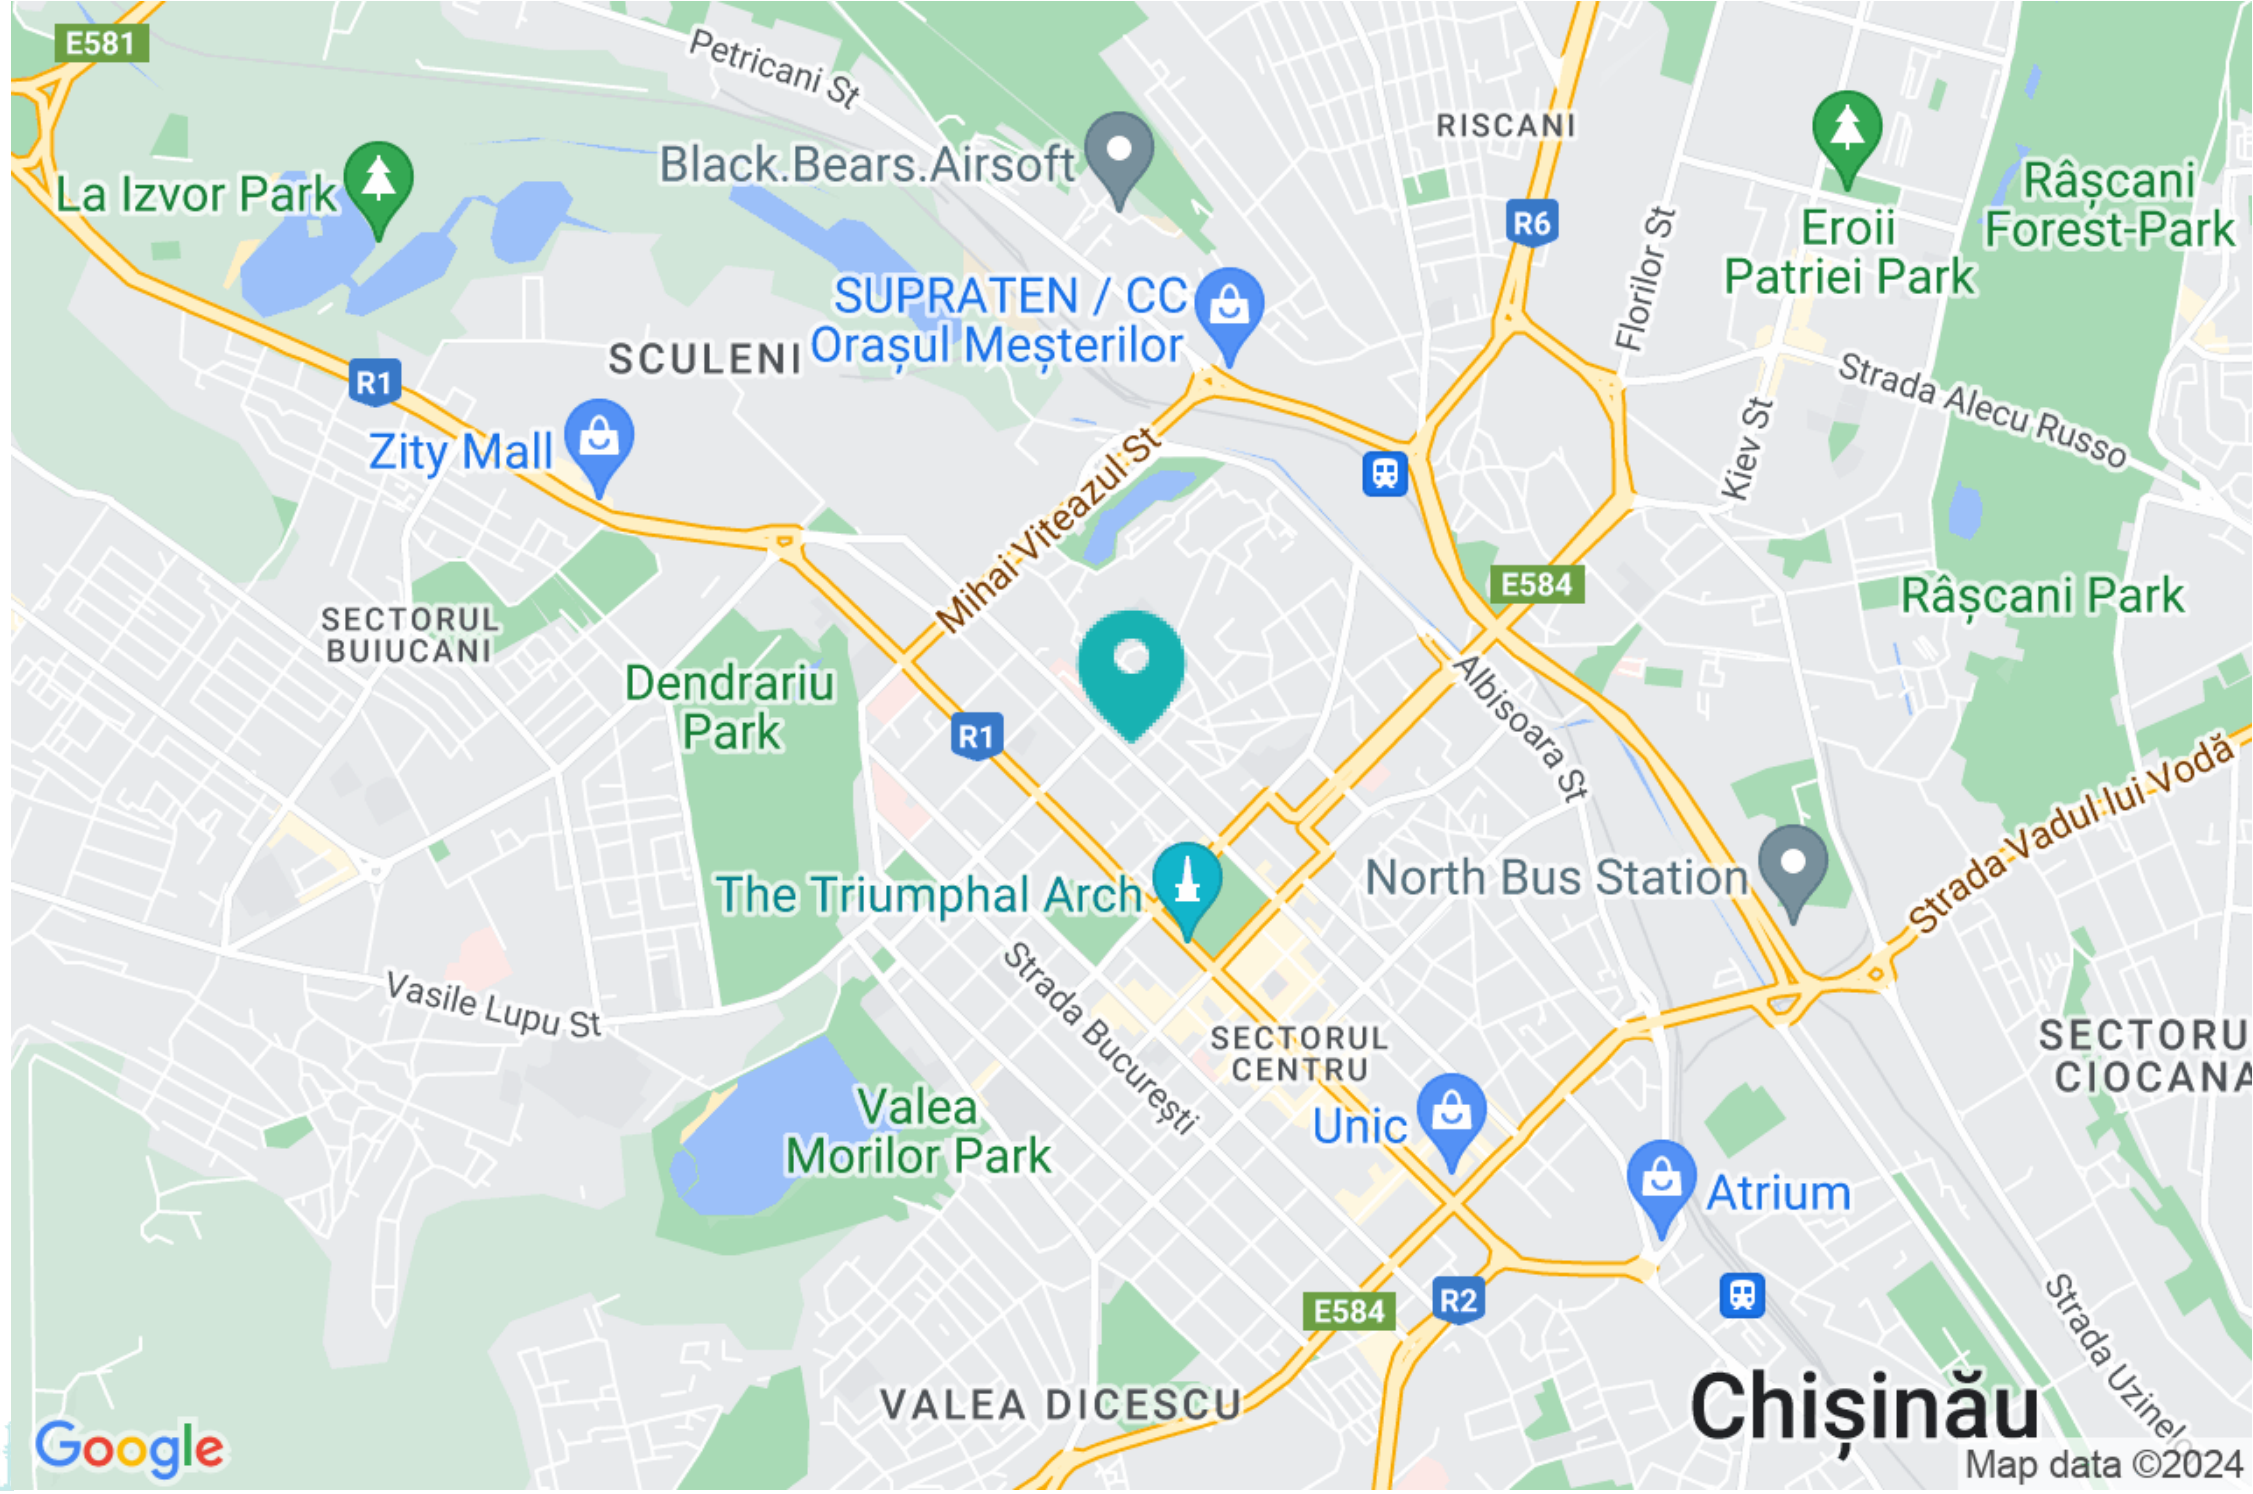 E581
Petricani St
RISCANI
Black.Bears.Airsoft
La Izvor Park
R6
Râșcani
Forest-Park
Eroii
Patriei Park
Florilor St
SUPRATEN / CC
Orașul Meșterilor
SCULENI
R1
Strada Alecu Russo
Zity Mall
Kiev St
Mihai Viteazul St
E584
Râșcani Park
SECTORUL
BUIUCANI
Dendrariu
Park
R1
Albisoara St
Strada Vadul lui Vodă
The Triumphal Arch
North Bus Station
Vasile Lupu St
Strada București
SECTORUL
CENTRU
SECTORU
CIOCANA
Valea
Morilor Park
Unic
Atrium
E584
R2
Strada Uzinelo
VALEA DICESCU
Chișinău
Google
Map data ©2024